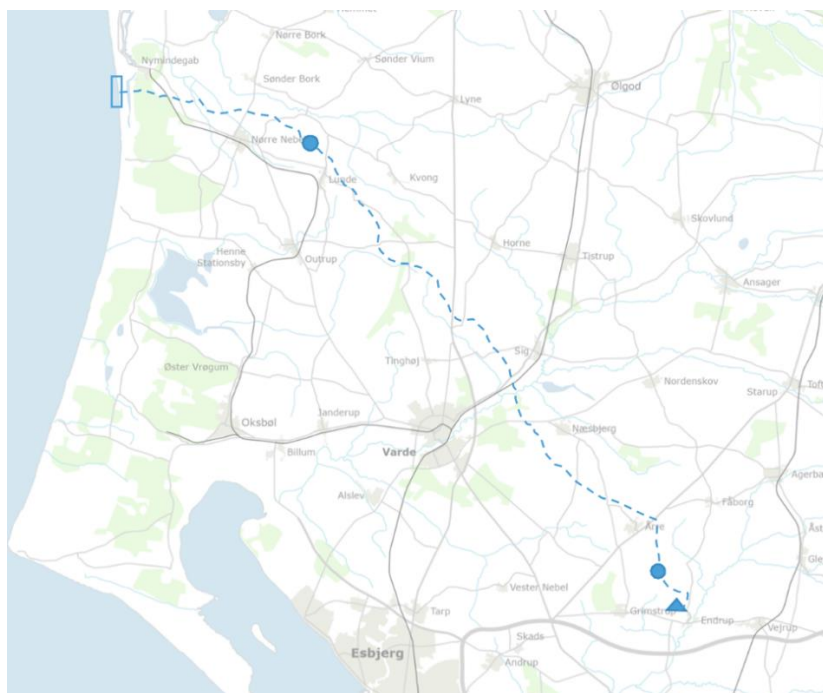 Nørre Bork
Nymindegab
Sønder Vium
Sønder Bork
Ølgod
Lyne
Nørre Nebel
Lunde
Kvong
Skovlund
Henne
Stationsby
Outrup
Horne
Tistrup
Ansager
Øster Vrøgum
Tinghøj
Sig
Nordenskov
Starup
Oksbøl
Janderup
Billum
Varde
Næsbjerg
Alslev
Agerbæ
Fåborg
Årre
Vester Nebel
Tarp
Grimstrup
Endrup
Vejrup
Esbjerg
Skads
Andrup